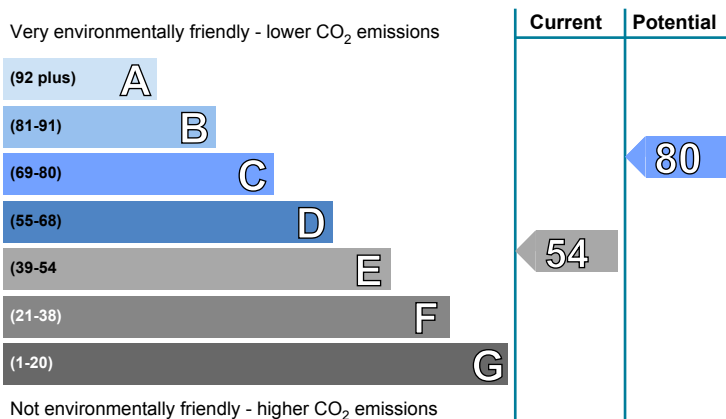 Current Potential
Very environmentally friendly - lower CO2 emissions
(92 plus) A
(81-91) B
(69-80) C
80
(55-68) D
(39-54 E
54
(21-38) F
(1-20) G
Not environmentally friendly - higher CO2 emissions